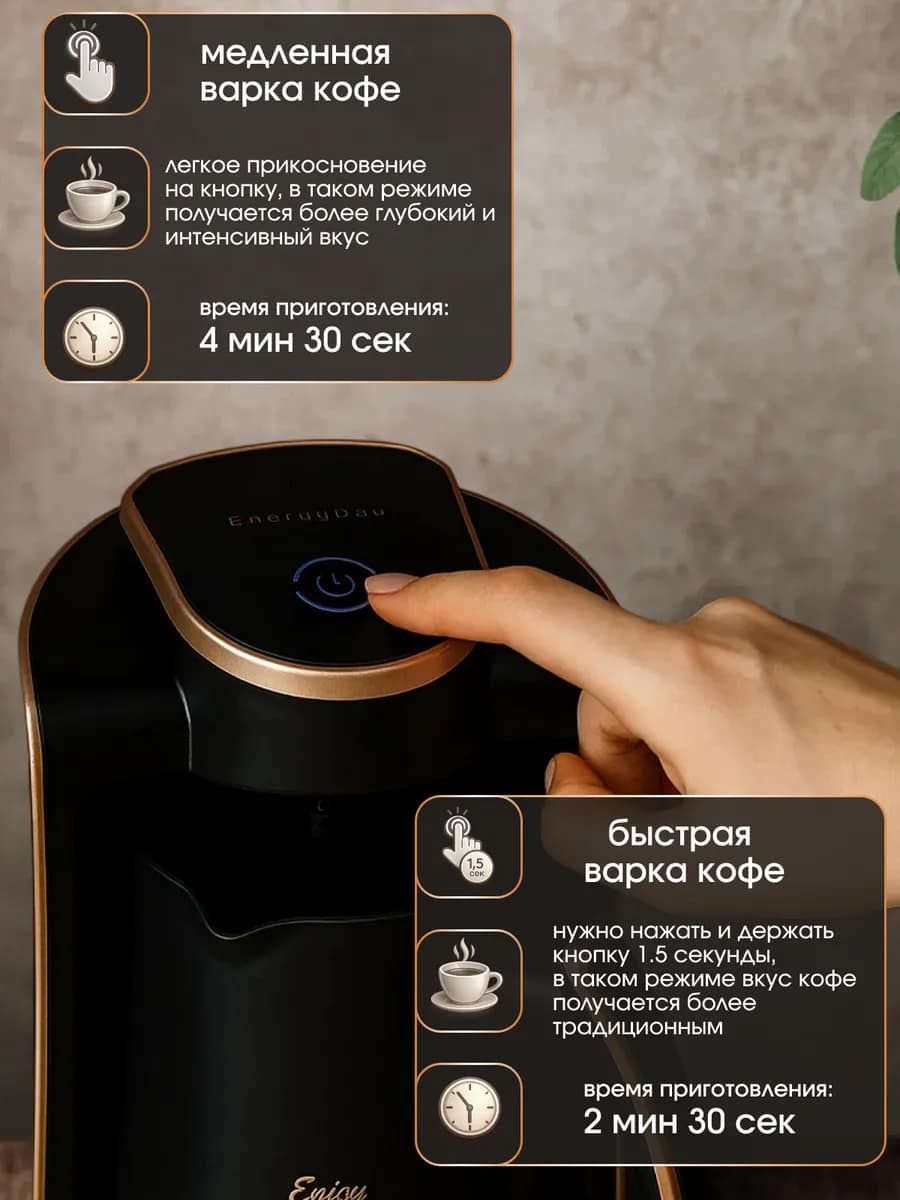 медленная
варка кофе
легкое прикосновение
на кнопку, в таком режиме
получается более глубокий и
интенсивный вкус
время приготовления:
4 мин 30 сек
EnergyDay
1,5
сек
быстрая
варка кофе
нужно нажать и держать
кнопку 1.5 секунды,
в таком режиме вкус кофе
получается более
традиционным
время приготовления:
2 мин 30 сек
Enjoy